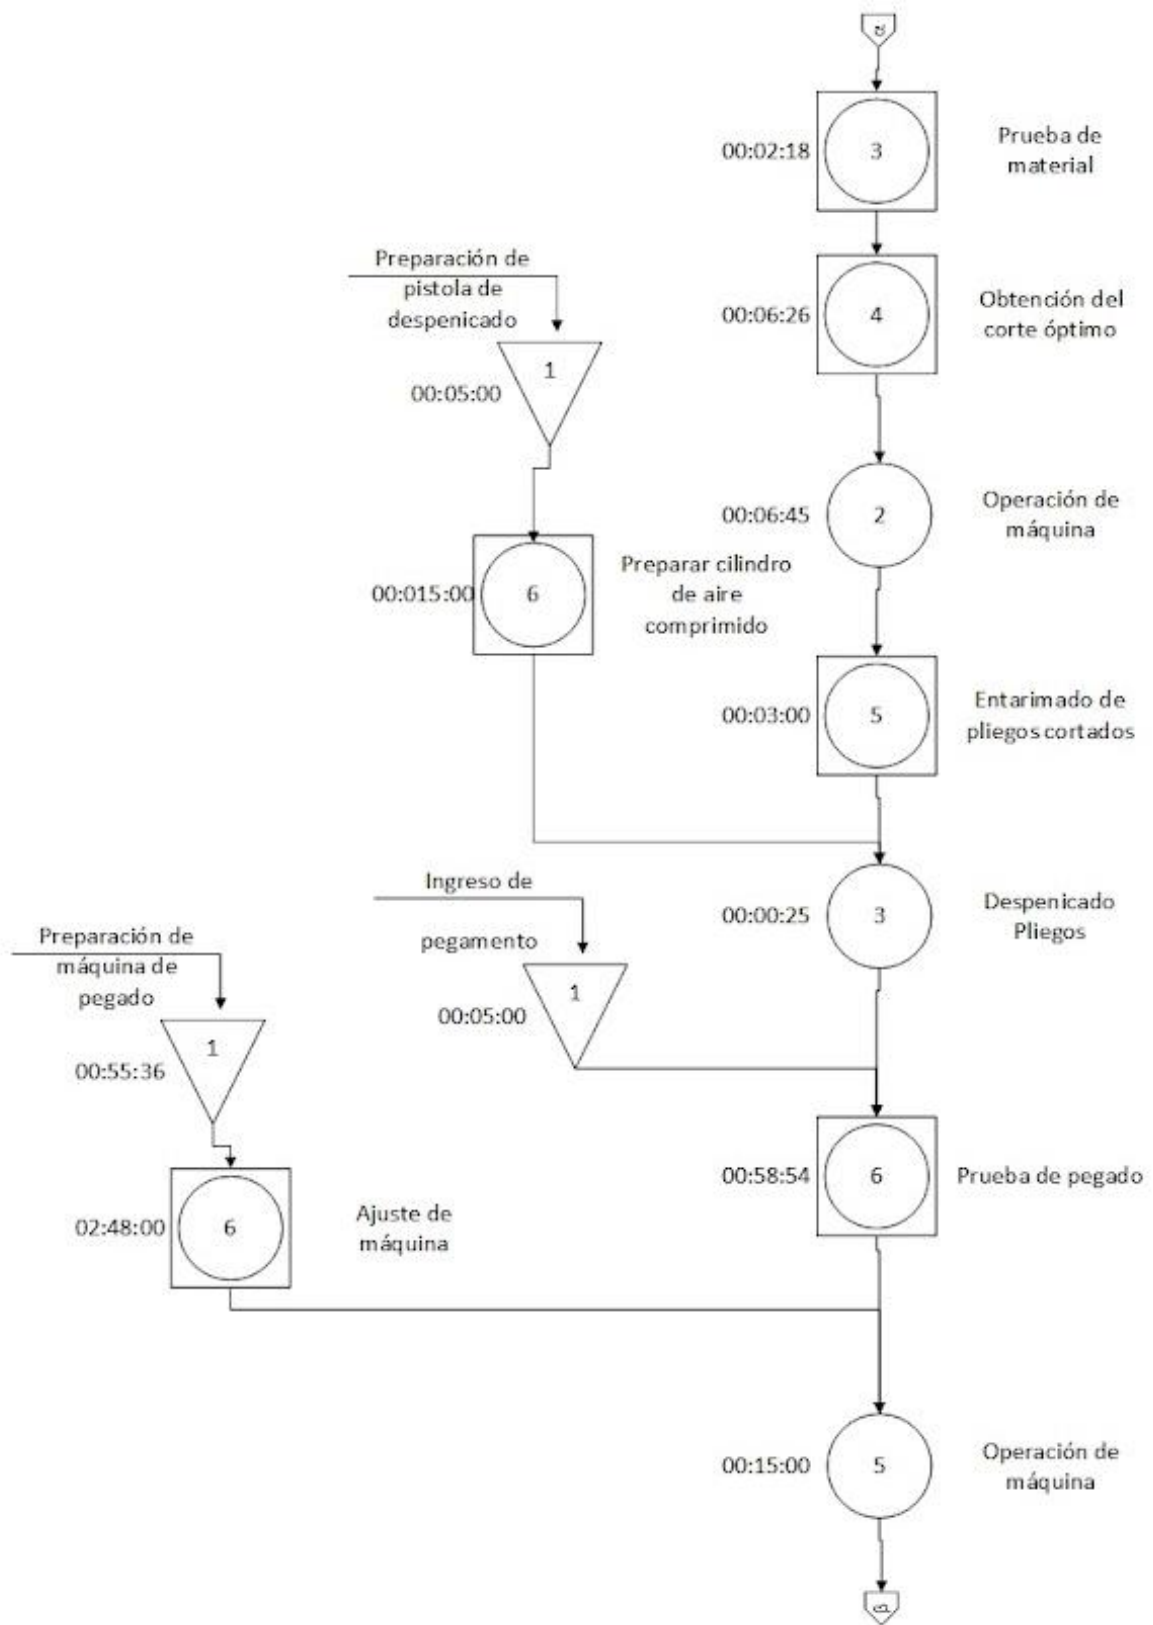 α
00:02:18
3
Prueba de
material
Preparación de
pistola de
despenicado
1
00:05:00
00:06:26
4
Obtención del
corte óptimo
00:06:45
2
Operación de
máquina
00:015:00
6
Preparar cilindro
de aire
comprimido
00:03:00
5
Entarimado de
pliegos cortados
Ingreso de
pegamento
1
00:05:00
00:00:25
3
Despenicado
Pliegos
Preparación de
máquina de
pegado
1
00:55:36
00:58:54
6
Prueba de pegado
02:48:00
6
Ajuste de
máquina
00:15:00
5
Operación de
máquina
β